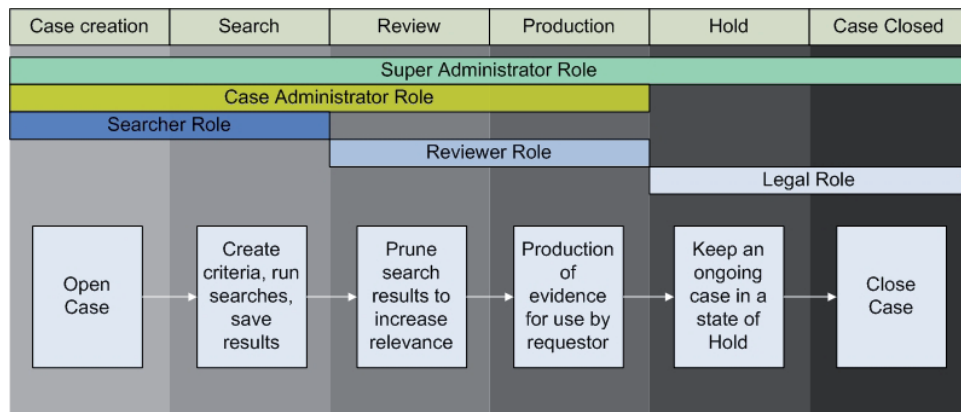 Case creation
Search
Review
Production
Hold
Case Closed
Super Administrator Role
Case Administrator Role
Searcher Role
Reviewer Role
Legal Role
Open
Case
Create
criteria, run
searches,
save
results
Prune
search
results to
increase
relevance
Production
of
evidence
for use by
requestor
Keep an
ongoing
case in a
state of
Hold
Close
Case